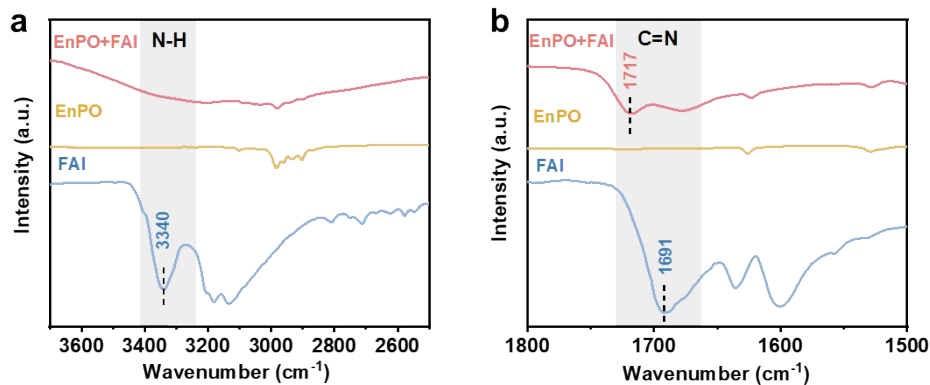 a
EnPO+FAI
N-H
EnPO
FAI
3340
Intensity (a.u.)
3600 3400 3200 3000 2800 2600
Wavenumber (cm⁻¹)
b
EnPO+FAI
C=N
1717
EnPO
FAI
1691
Intensity (a.u.)
1800 1700 1600 1500
Wavenumber (cm⁻¹)